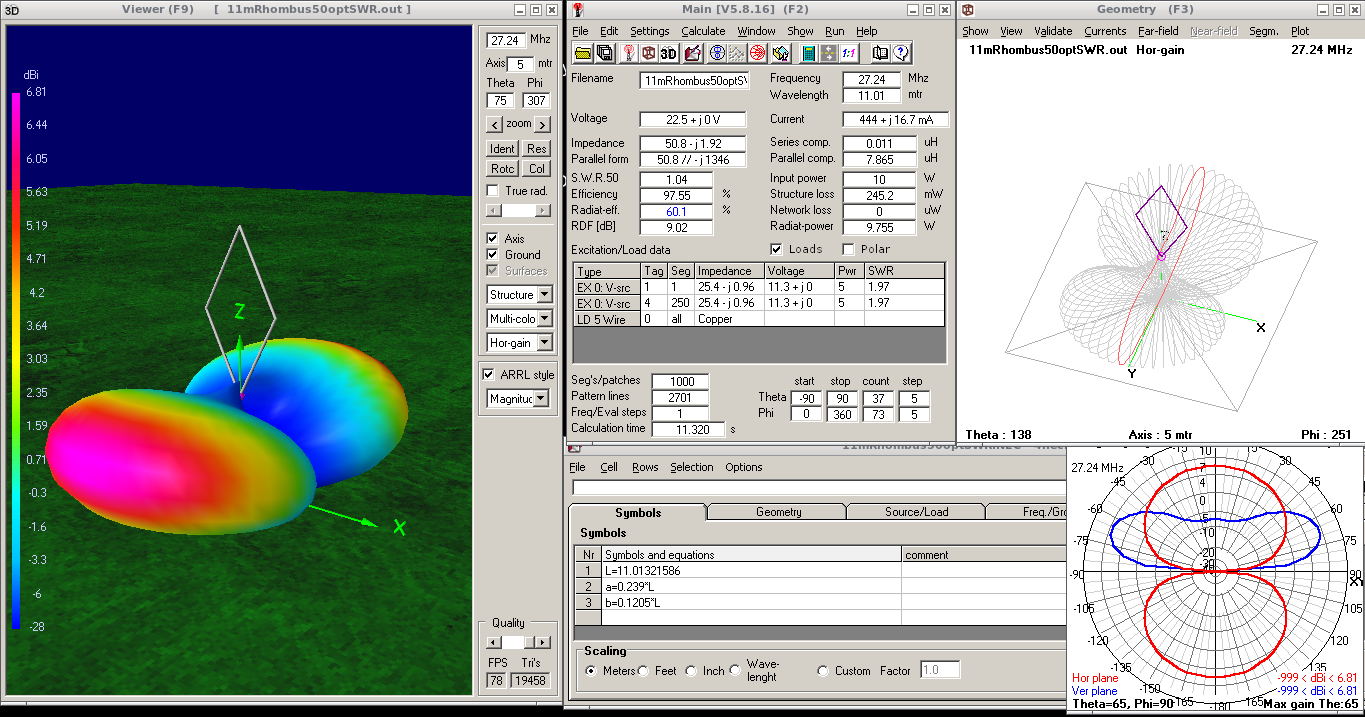 3D Viewer (F9) [ 11mRhombus50optSWR.out ]
dBi
6.81
6.44
6.05
5.63
5.19
4.71
4.2
3.64
3.03
2.35
1.59
0.71
-0.3
-1.6
-3.3
-6
-28
Z
X
27.24 Mhz
Axis 5 mtr
Theta Phi
75 307
< zoom >
Ident Res
Rotc Col
True rad.
Axis
Ground
Surfaces
Structure
Multi-colo
Hor-gain
ARRL style
Magnitud
Quality
FPS Tri's
78 19458
Main [V5.8.16] (F2)
File Edit Settings Calculate Window Show Run Help
3D 1:1 ?
Filename 11mRhombus50optS\
Frequency 27.24 Mhz
Wavelength 11.01 mtr
Voltage 22.5 + j 0 V
Current 444 + j 16.7 mA
Impedance 50.8 - j 1.92
Series comp. 0.011 uH
Parallel form 50.8 // - j 1346
Parallel comp. 7.865 uH
S.W.R.50 1.04
Input power 10 W
Efficiency 97.55 %
Structure loss 245.2 mW
Radiat-eff. 60.1 %
Network loss 0 uW
RDF [dB] 9.02
Radiat-power 9.755 W
Excitation/Load data Loads Polar
Type Tag Seg Impedance Voltage Pwr SWR
EX 0: V-src 1 1 25.4 - j 0.96 11.3 + j 0 5 1.97
EX 0: V-src 4 250 25.4 - j 0.96 11.3 + j 0 5 1.97
LD 5 Wire 0 all Copper
Seg's/patches 1000
Pattern lines 2701
Freq/Eval steps 1
Calculation time 11.320 s
start stop count step
Theta -90 90 37 5
Phi 0 360 73 5
File Cell Rows Selection Options
Symbols Geometry Source/Load Freq./Gro
Symbols
Nr Symbols and equations comment
1 L=11.01321586
2 a=0.239*L
3 b=0.1205*L
Scaling
Meters Feet Inch Wave-lenght Custom Factor 1.0
Geometry (F3)
Show View Validate Currents Far-field Near-field Segm. Plot
11mRhombus50optSWR.out Hor-gain 27.24 MHz
X
Y
Theta : 138 Axis : 5 mtr Phi : 251
27.24 MHz
-30 -15 15 30
10
7
4
0
-5
-10
-20
-30
-45 45
-60 60
-75 75
-90 90
XY
-105 105
-120 120
-135 135
-150
-165 -180 165
Hor plane -999 < dBi < 6.81
Ver plane -999 < dBi < 6.81
Theta=65, Phi=90 Max gain The:65